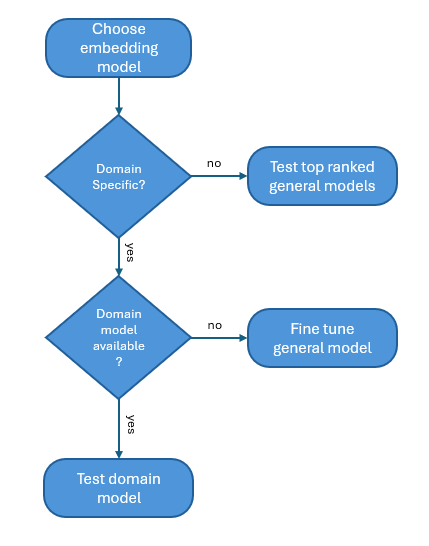 Choose
embedding
model
Domain
Specific?
no
Test top ranked
general models
yes
Domain
model
available
?
no
Fine tune
general model
yes
Test domain
model